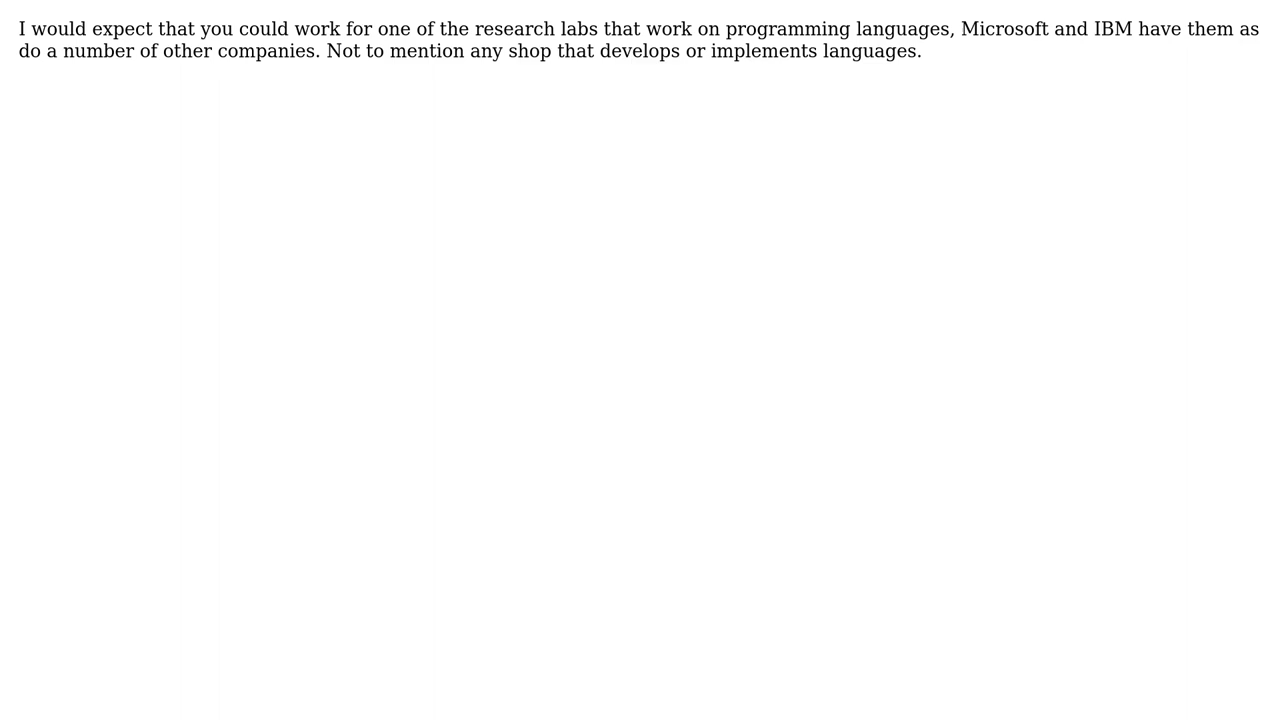 I would expect that you could work for one of the research labs that work on programming languages, Microsoft and IBM have them as
do a number of other companies. Not to mention any shop that develops or implements languages.